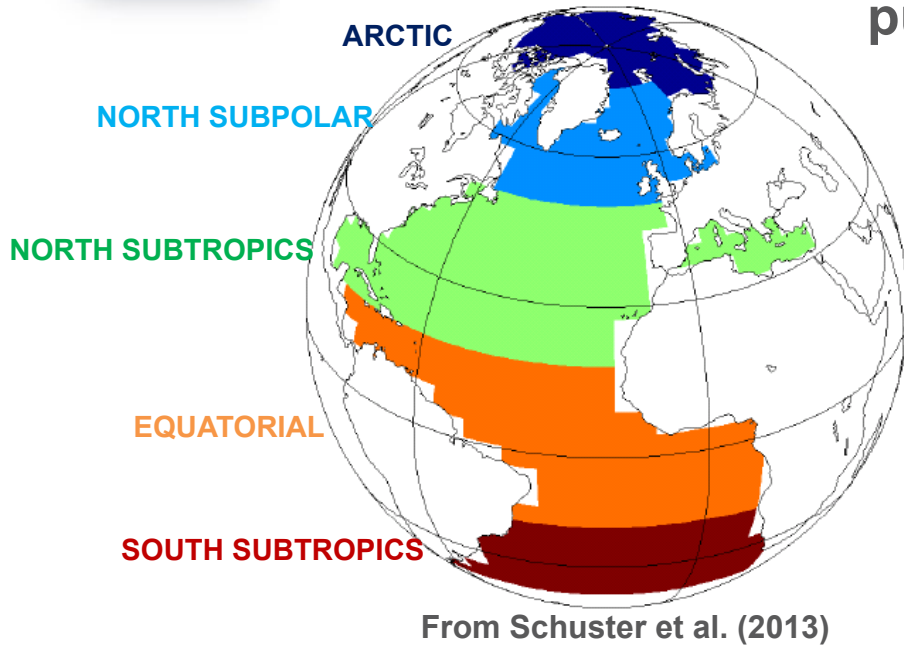 ARCTIC
NORTH SUBPOLAR
NORTH SUBTROPICS
EQUATORIAL
SOUTH SUBTROPICS
From Schuster et al. (2013)